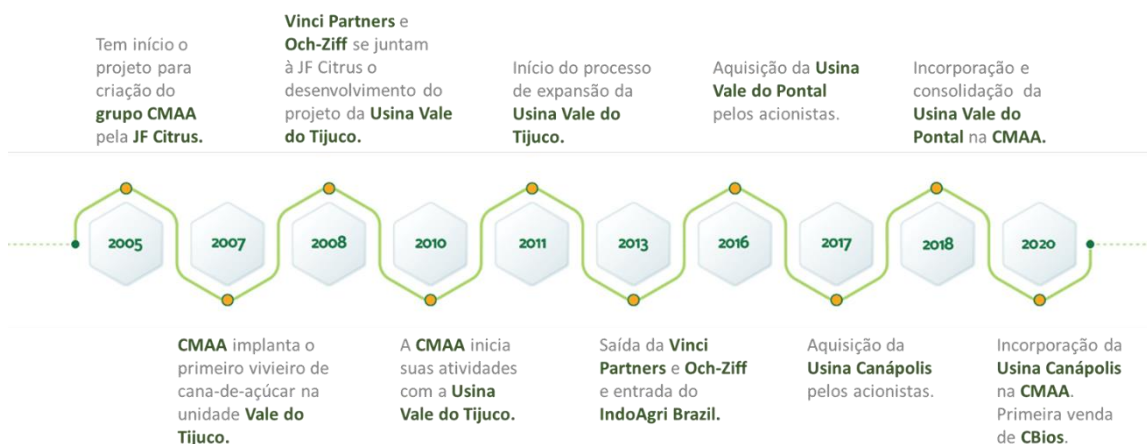 Tem início o
projeto para
criação do
grupo CMAA
pela JF Citrus.
Vinci Partners e
Och-Ziff se juntam
à JF Citrus o
desenvolvimento do
projeto da Usina Vale
do Tijuco.
Início do processo
de expansão da
Usina Vale do
Tijuco.
Aquisição da Usina
Vale do Pontal
pelos acionistas.
Incorporação e
consolidação da
Usina Vale do
Pontal na CMAA.
2005
2007
2008
2010
2011
2013
2016
2017
2018
2020
CMAA implanta o
primeiro vivieiro de
cana-de-açúcar na
unidade Vale do
Tijuco.
A CMAA inicia
suas atividades
com a Usina
Vale do Tijuco.
Saída da Vinci
Partners e Och-Ziff
e entrada do
IndoAgri Brazil.
Aquisição da
Usina Canápolis
pelos acionistas.
Incorporação da
Usina Canápolis
na CMAA.
Primeira venda
de CBios.